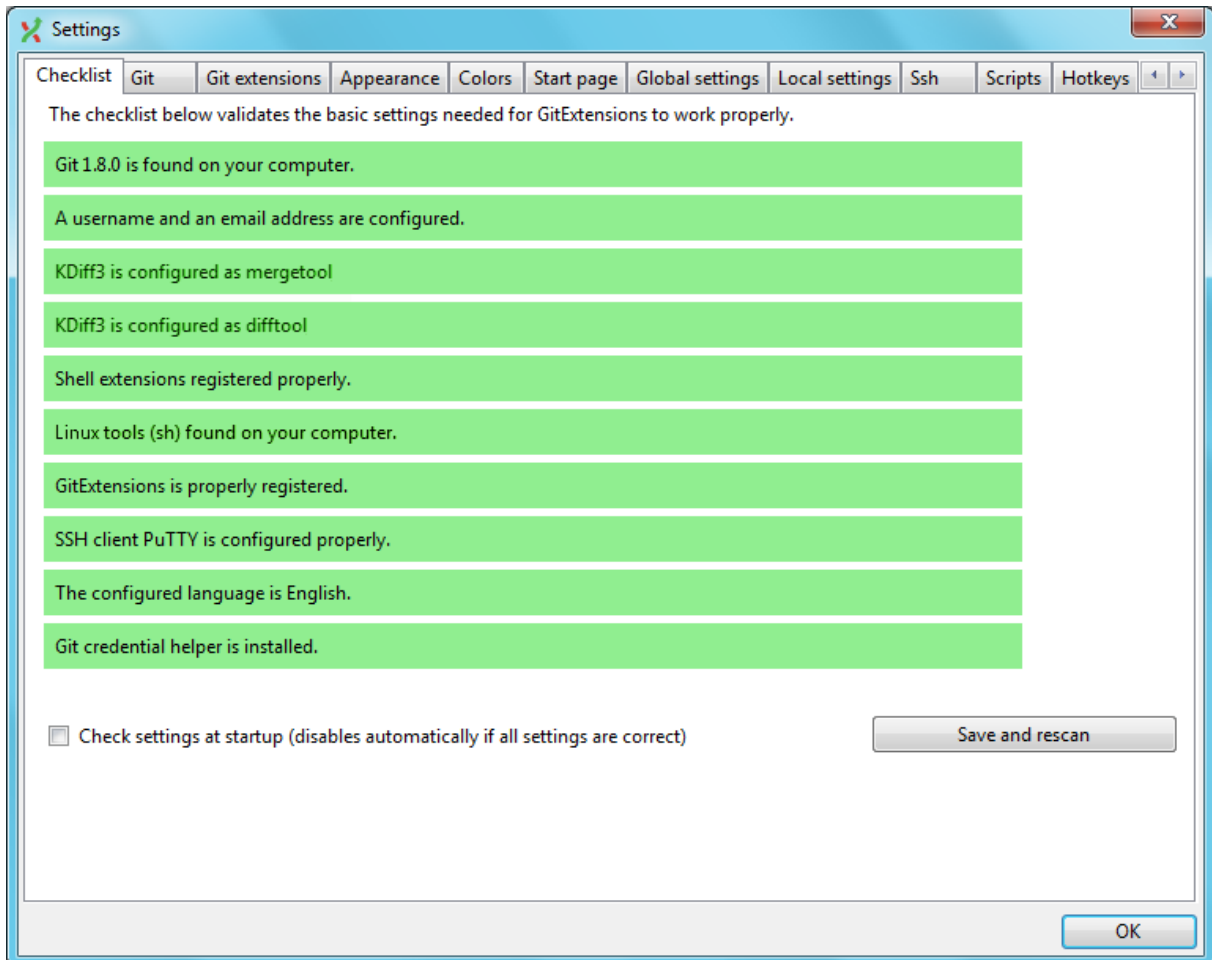 Settings
Checklist Git Git extensions Appearance Colors Start page Global settings Local settings Ssh Scripts Hotkeys
The checklist below validates the basic settings needed for GitExtensions to work properly.
Git 1.8.0 is found on your computer.
A username and an email address are configured.
KDiff3 is configured as mergetool
KDiff3 is configured as difftool
Shell extensions registered properly.
Linux tools (sh) found on your computer.
GitExtensions is properly registered.
SSH client PuTTY is configured properly.
The configured language is English.
Git credential helper is installed.
Check settings at startup (disables automatically if all settings are correct) Save and rescan
OK